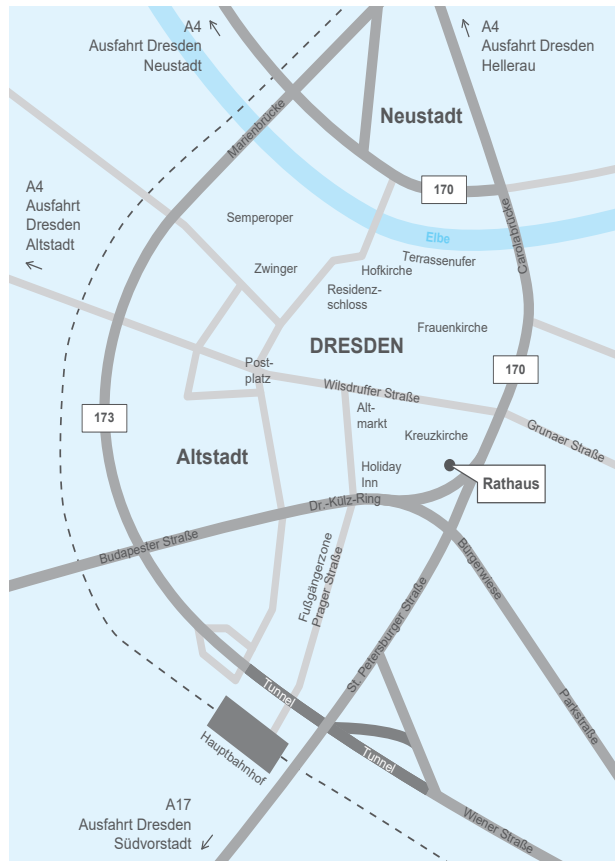 A4
Ausfahrt Dresden
Neustadt
A4
Ausfahrt Dresden
Hellerau
Marienbrücke
Neustadt
A4
Ausfahrt
Dresden
Altstadt
170
Semperoper
Elbe
Carolabrücke
Terrassenufer
Zwinger
Hofkirche
Residenz-
schloss
Frauenkirche
DRESDEN
Post-
platz
170
Wilsdruffer Straße
173
Alt-
markt
Grunaer Straße
Kreuzkirche
Altstadt
Holiday
Inn
Rathaus
Dr.-Külz-Ring
Budapester Straße
Bürgerwiese
Fußgängerzone
Prager Straße
St. Petersburger Straße
Tunnel
Parkstraße
Hauptbahnhof
Tunnel
Wiener Straße
A17
Ausfahrt Dresden
Südvorstadt